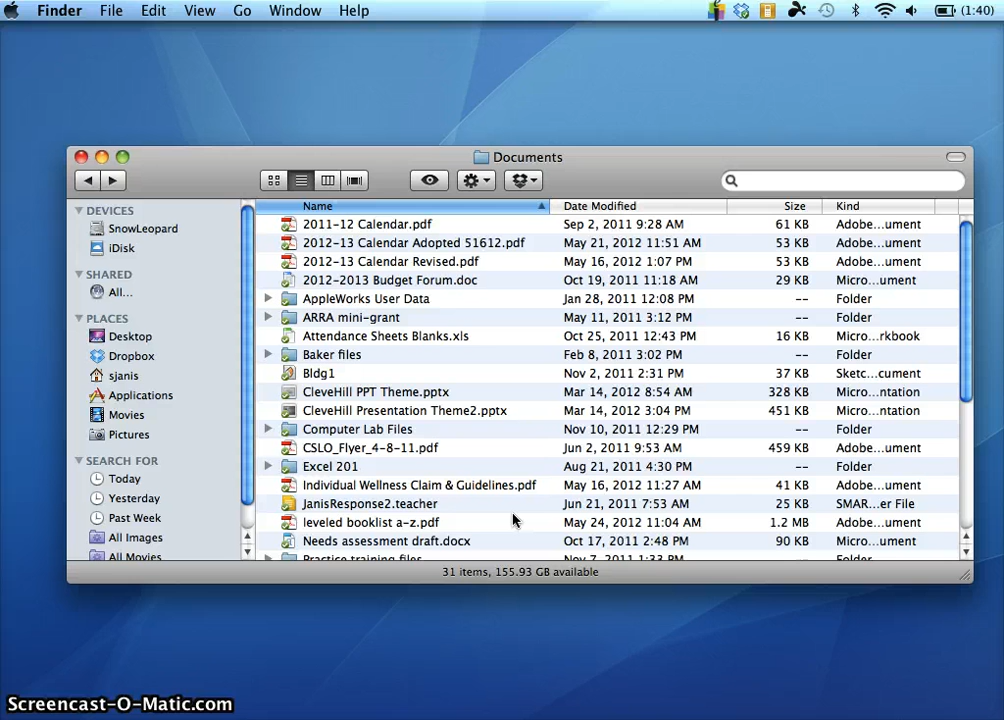 Finder File Edit View Go Window Help (1:40)
Documents
Name Date Modified Size Kind
DEVICES
SnowLeopard
iDisk
SHARED
All...
PLACES
Desktop
Dropbox
sjanis
Applications
Movies
Pictures
SEARCH FOR
Today
Yesterday
Past Week
All Images
All Movies
2011-12 Calendar.pdf Sep 2, 2011 9:28 AM 61 KB Adobe...ument
2012-13 Calendar Adopted 51612.pdf May 21, 2012 11:51 AM 53 KB Adobe...ument
2012-13 Calendar Revised.pdf May 16, 2012 1:07 PM 53 KB Adobe...ument
2012-2013 Budget Forum.doc Oct 19, 2011 11:18 AM 29 KB Micro...ument
AppleWorks User Data Jan 28, 2011 12:08 PM -- Folder
ARRA mini-grant May 11, 2011 3:12 PM -- Folder
Attendance Sheets Blanks.xls Oct 25, 2011 12:43 PM 16 KB Micro...rkbook
Baker files Feb 8, 2011 3:02 PM -- Folder
Bldg1 Nov 2, 2011 2:31 PM 37 KB Sketc...cument
CleveHill PPT Theme.pptx Mar 14, 2012 8:54 AM 328 KB Micro...ntation
CleveHill Presentation Theme2.pptx Mar 14, 2012 3:04 PM 451 KB Micro...ntation
Computer Lab Files Nov 10, 2011 12:29 PM -- Folder
CSLO_Flyer_4-8-11.pdf Jun 2, 2011 9:53 AM 459 KB Adobe...ument
Excel 201 Aug 21, 2011 4:30 PM -- Folder
Individual Wellness Claim & Guidelines.pdf May 16, 2012 11:27 AM 41 KB Adobe...ument
JanisResponse2.teacher Jun 21, 2011 7:53 AM 25 KB SMAR...er File
leveled booklist a-z.pdf May 24, 2012 11:04 AM 1.2 MB Adobe...ument
Needs assessment draft.docx Oct 17, 2011 2:48 PM 90 KB Micro...ument
Practice training files Nov 7, 2011 1:33 PM -- Folder
31 items, 155.93 GB available
Screencast-O-Matic.com